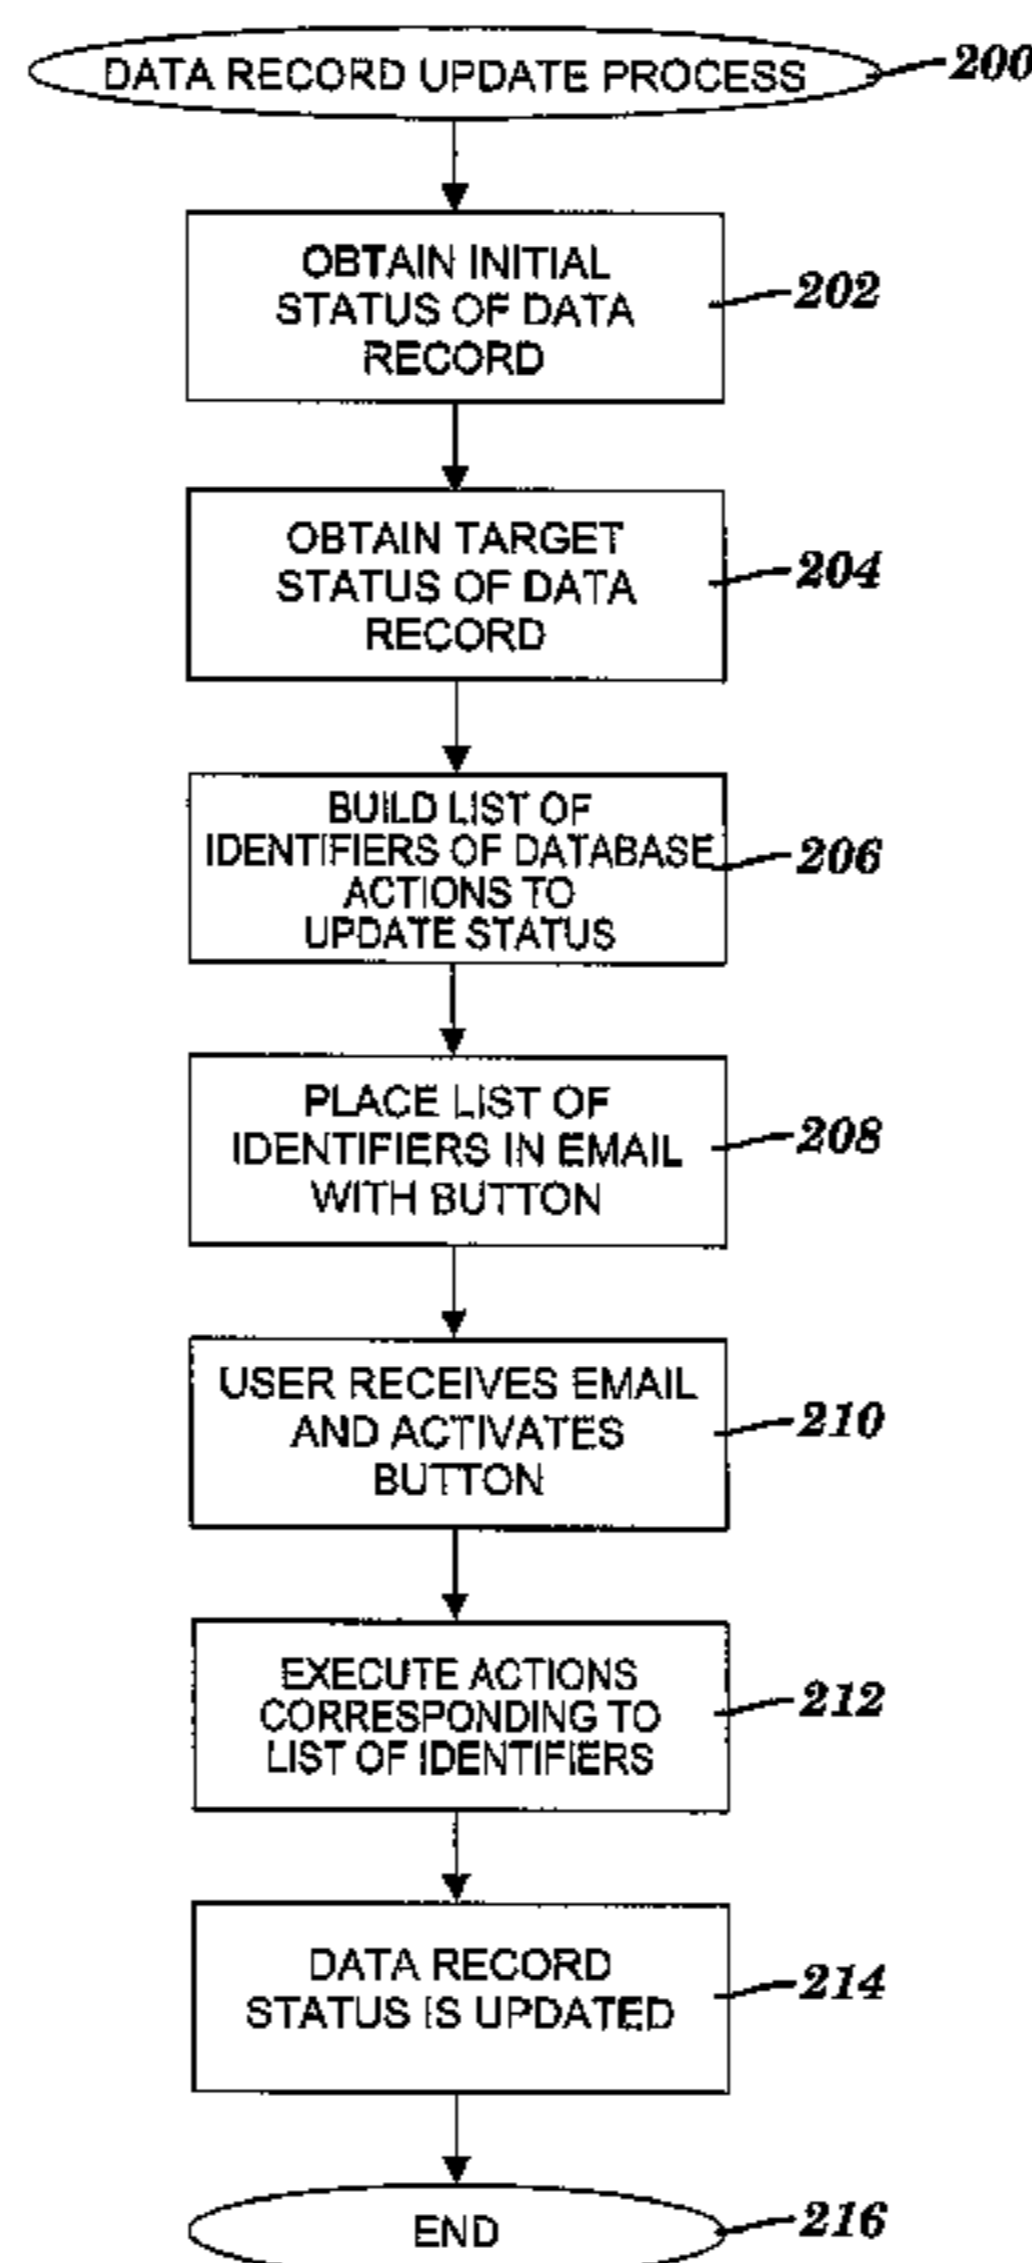 DATA RECORD UPDATE PROCESS
200
OBTAIN INITIAL
STATUS OF DATA
RECORD
202
OBTAIN TARGET
STATUS OF DATA
RECORD
204
BUILD LIST OF
IDENTIFIERS OF DATABASE
ACTIONS TO
UPDATE STATUS
206
PLACE LIST OF
IDENTIFIERS IN EMAIL
WITH BUTTON
208
USER RECEIVES EMAIL
AND ACTIVATES
BUTTON
210
EXECUTE ACTIONS
CORRESPONDING TO
LIST OF IDENTIFIERS
212
DATA RECORD
STATUS IS UPDATED
214
END
216